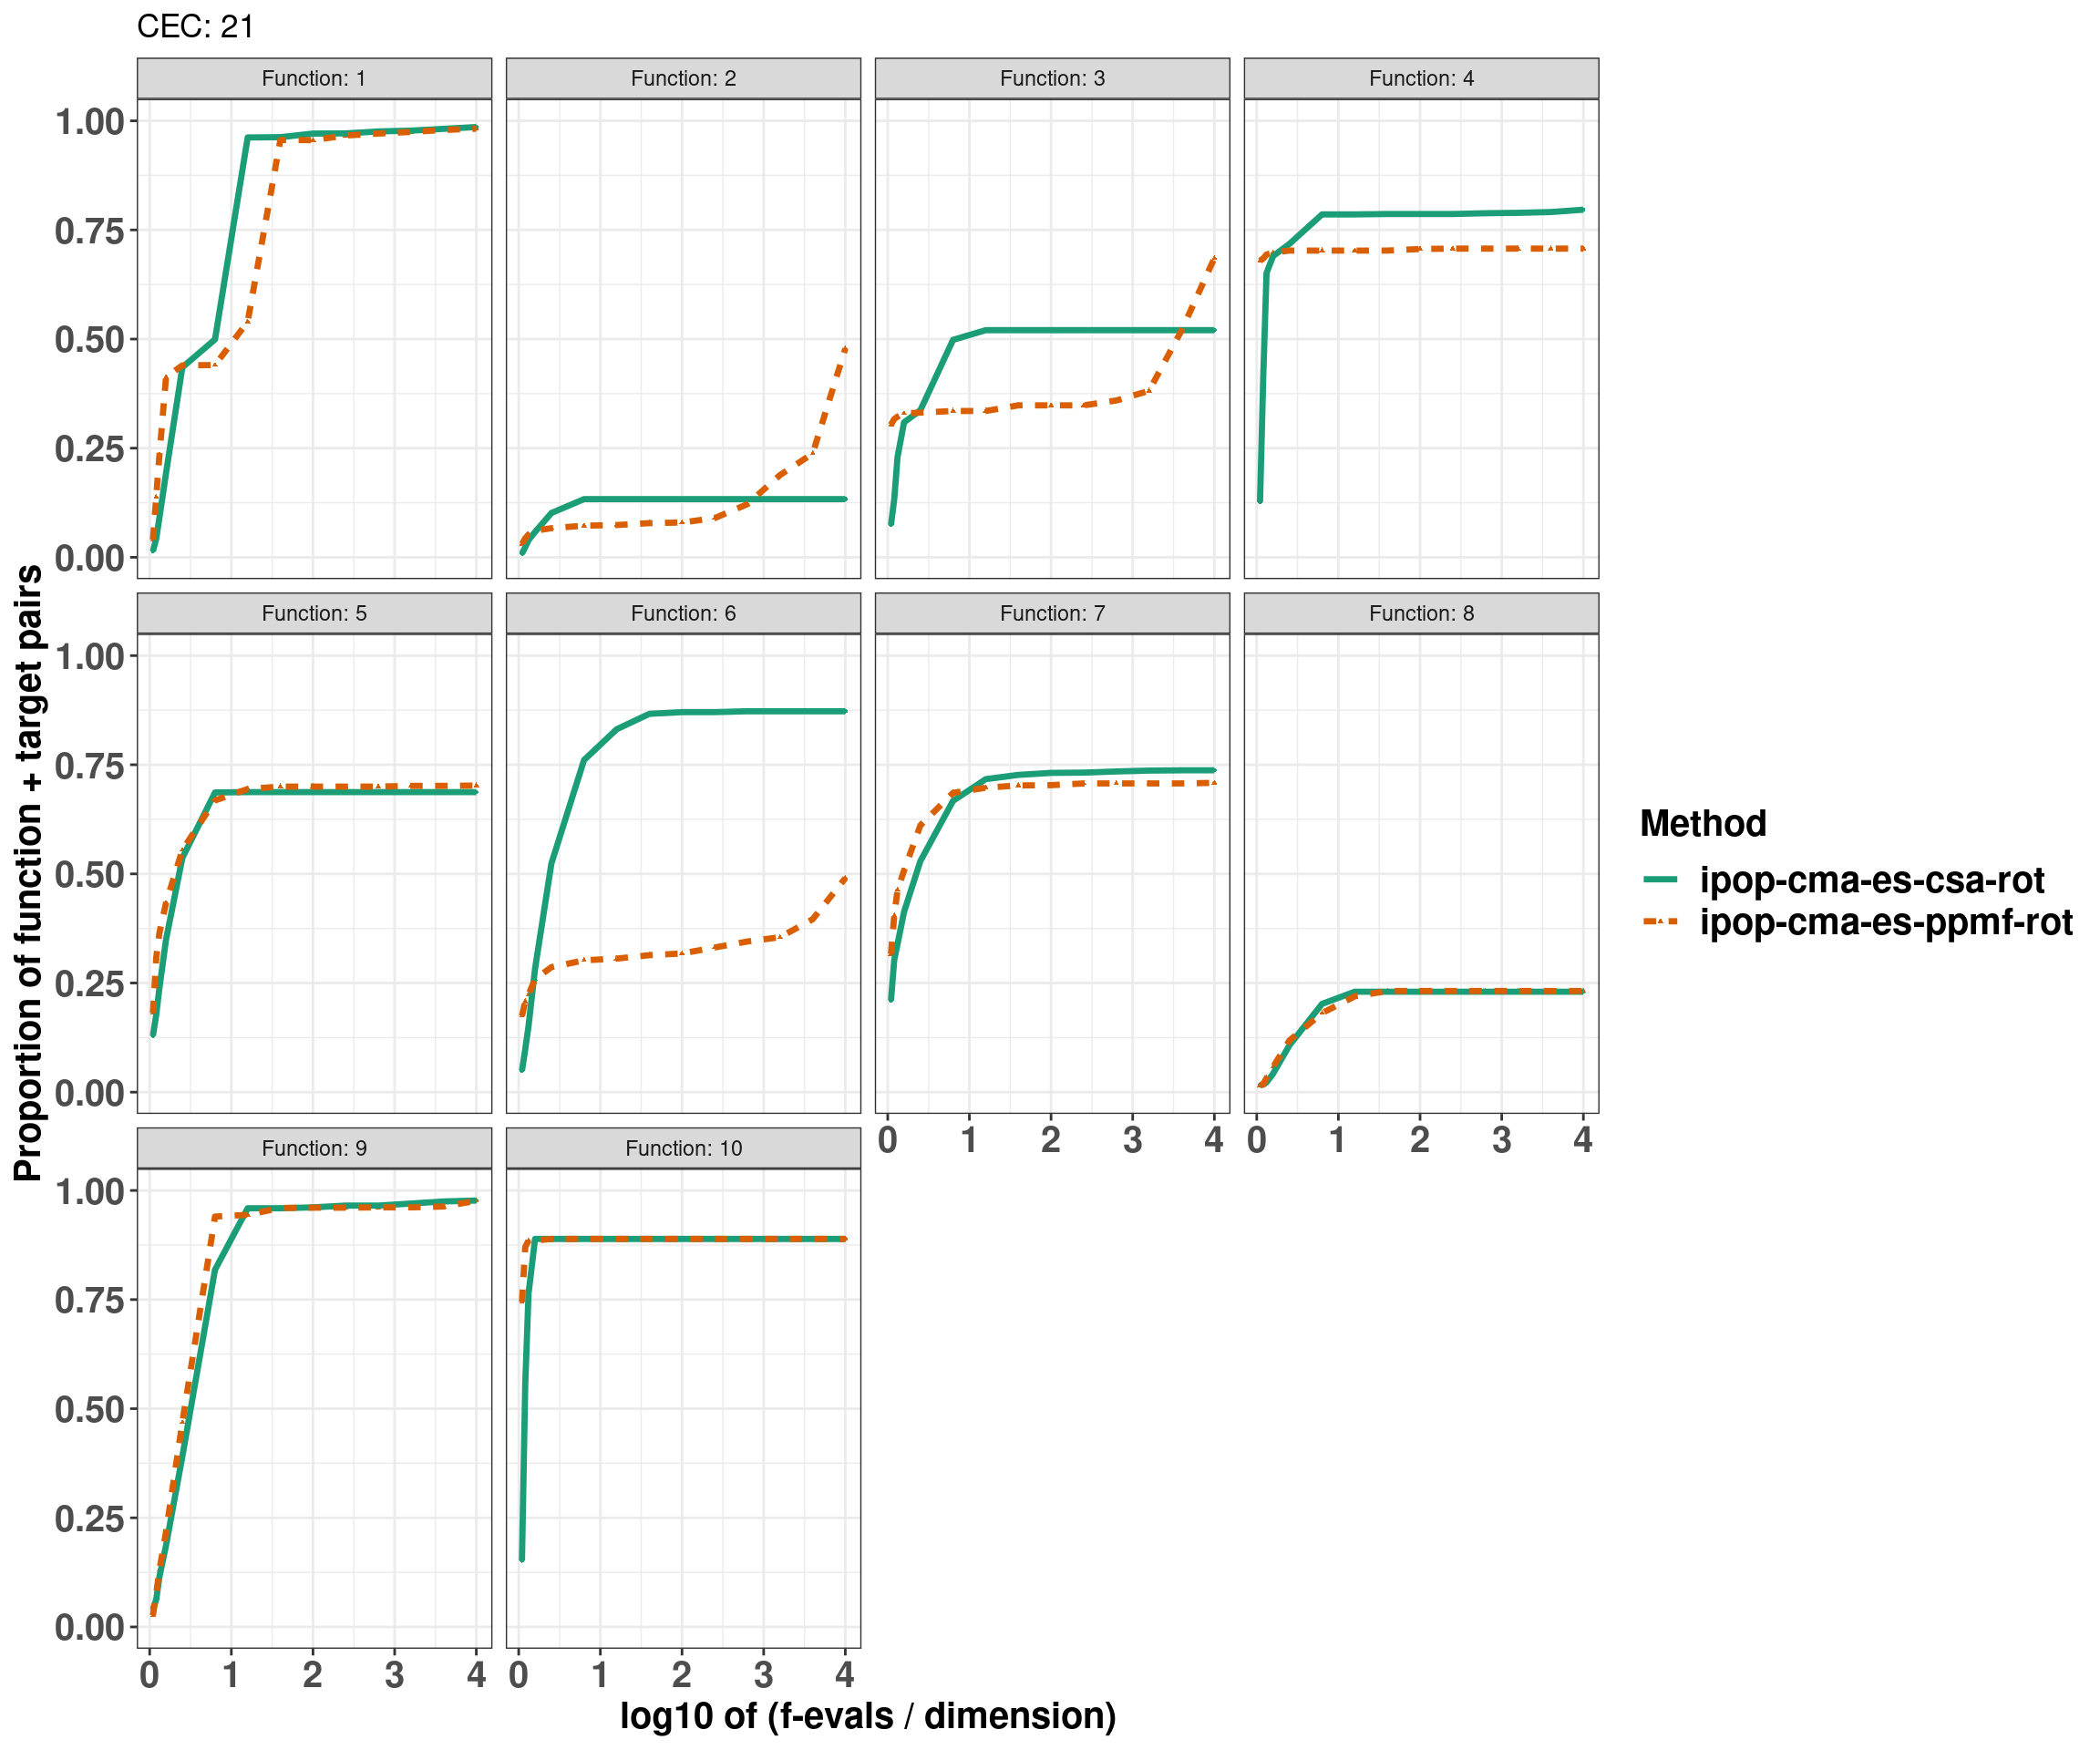 CEC: 21
Function: 1
Function: 2
Function: 3
Function: 4
1.00
0.75
0.50
0.25
0.00
Function: 5
Function: 6
Function: 7
Function: 8
1.00
0.75
0.50
0.25
0.00
0 1 2 3 4
0 1 2 3 4
Function: 9
Function: 10
1.00
0.75
0.50
0.25
0.00
0 1 2 3 4
0 1 2 3 4
log10 of (f-evals / dimension)
Proportion of function + target pairs
Method
ipop-cma-es-csa-rot
ipop-cma-es-ppmf-rot